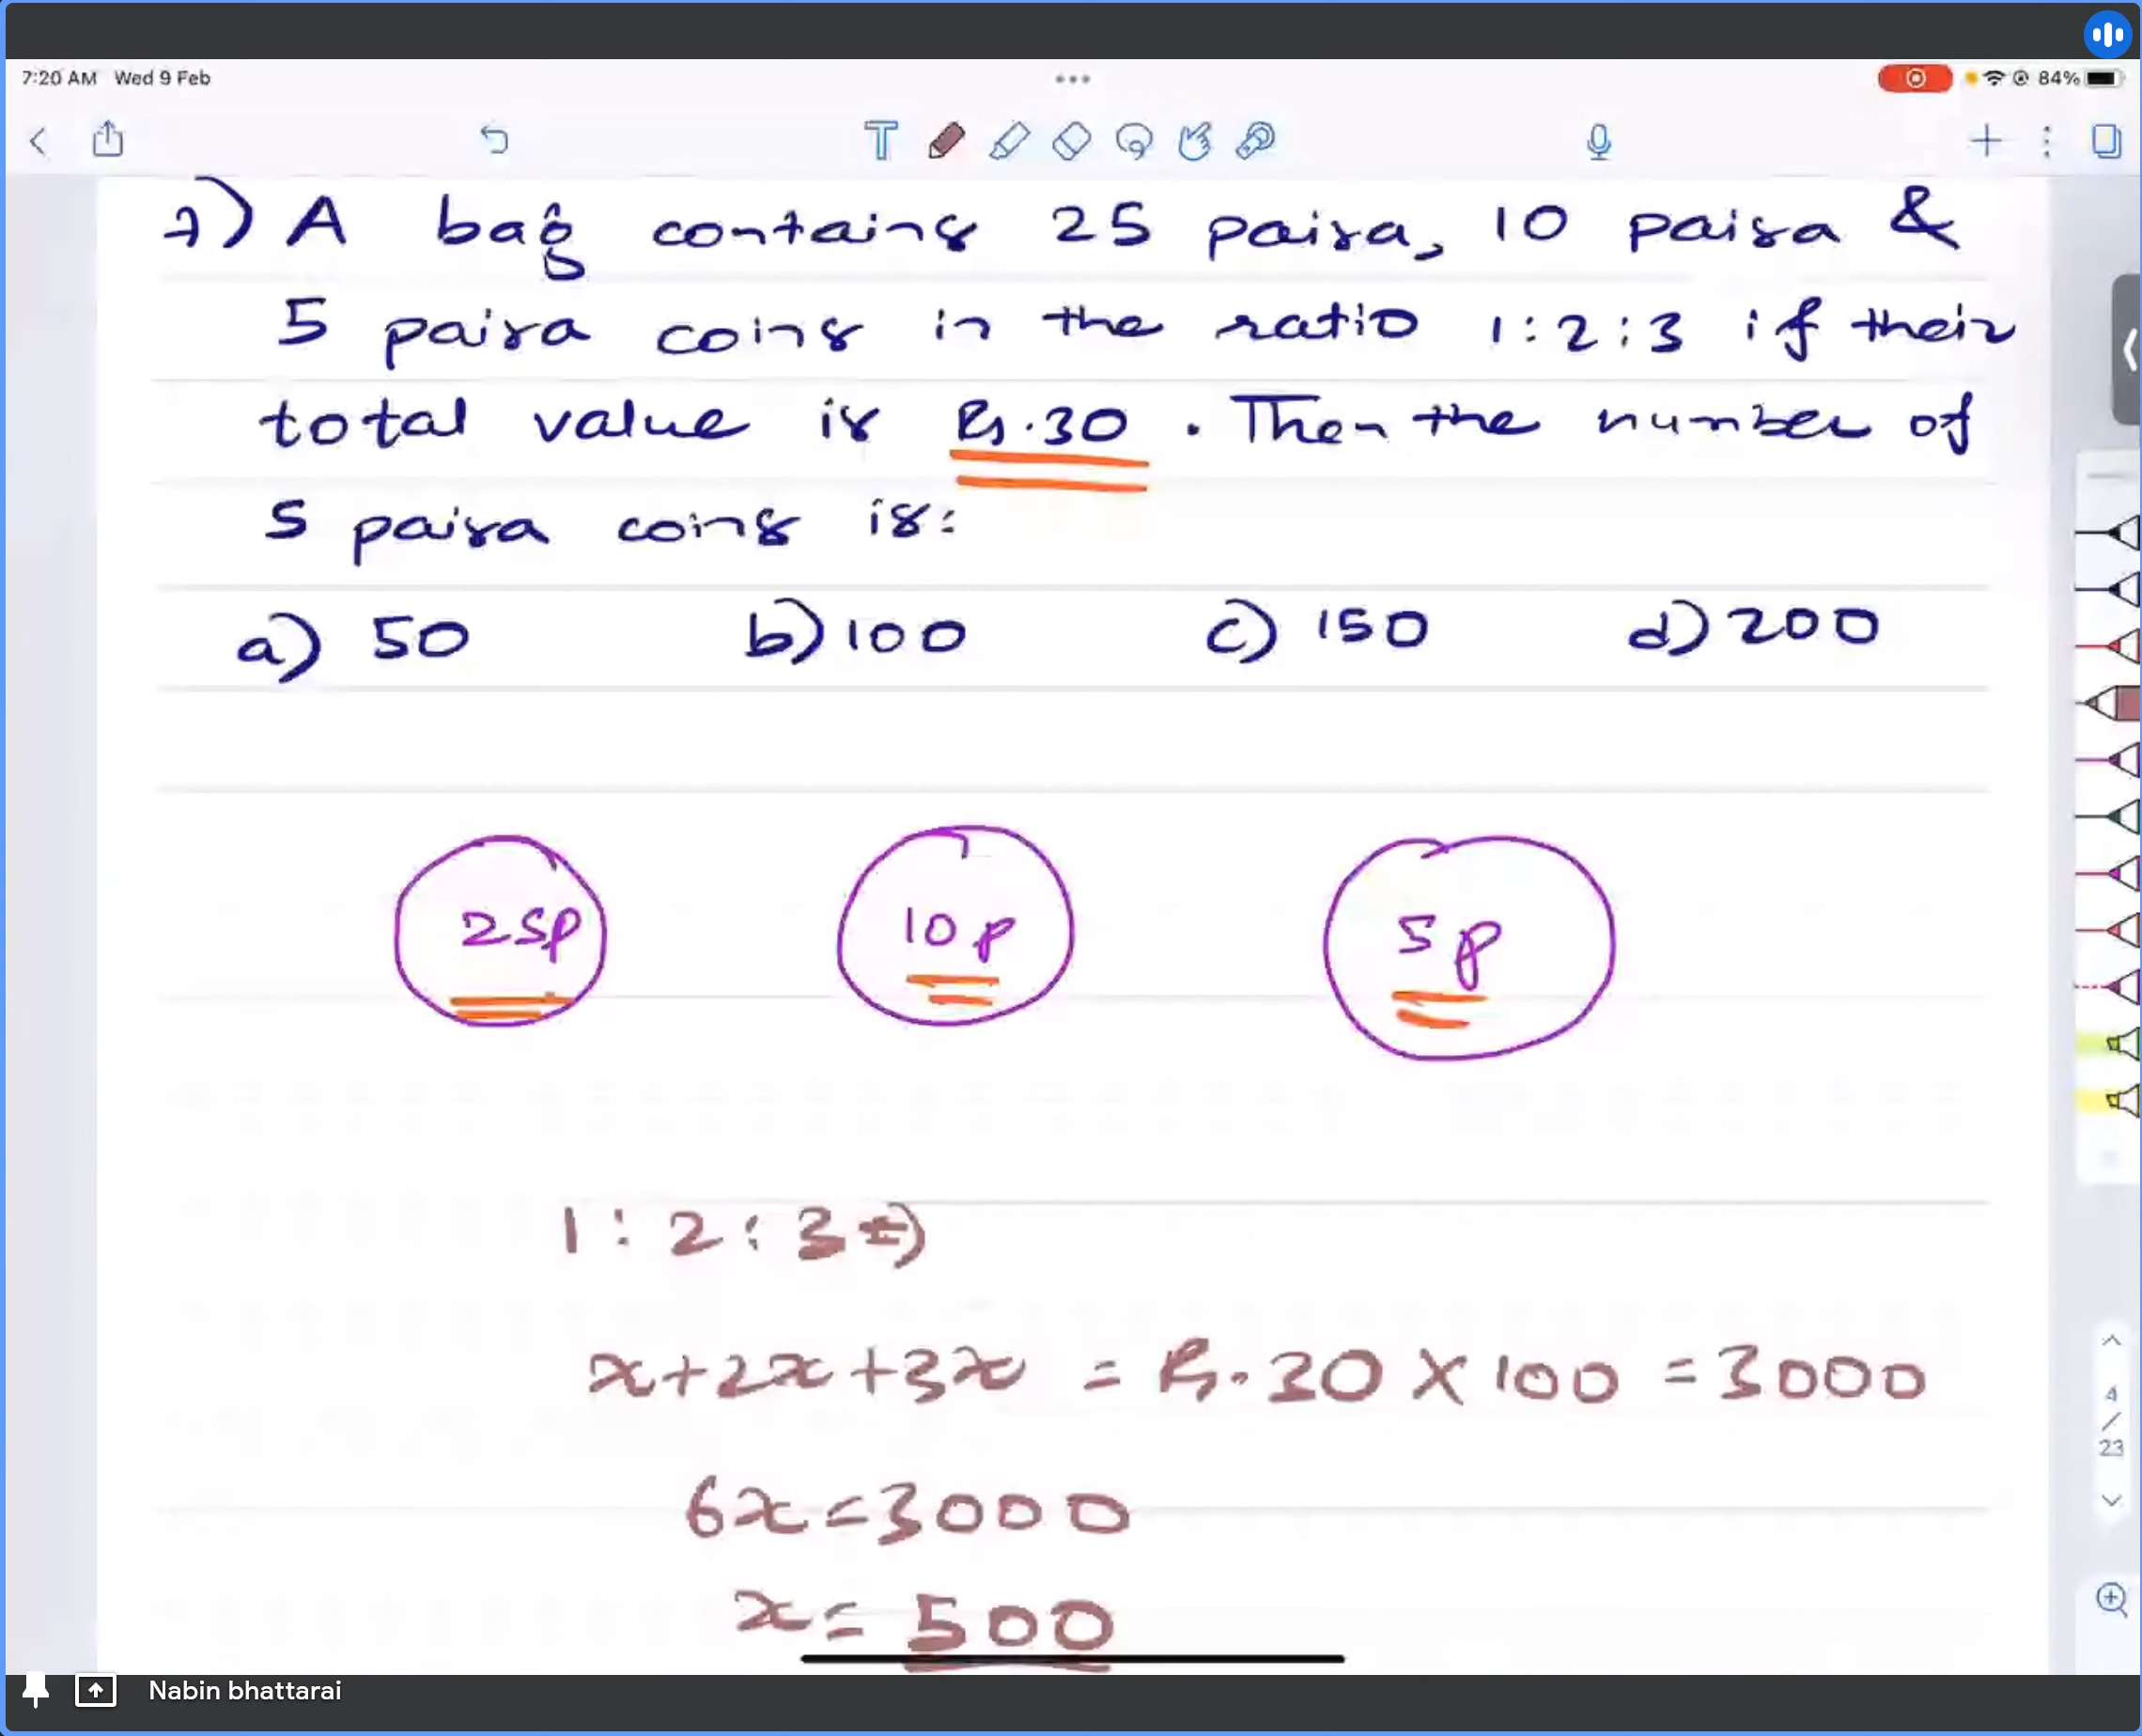 7:20 AM Wed 9 Feb
84%
T
7) A bag contains 25 paisa, 10 paisa &
5 paisa coins in the ratio 1:2:3 if their
total value is Rs.30. Then the number of
5 paisa coins is:
a) 50 b) 100 c) 150 d) 200
25p 10p 5p
1:2:3 ⇒
x+2x+3x = Rs.30 × 100 = 3000
6x=3000
x= 500
4
/
23
Nabin bhattarai